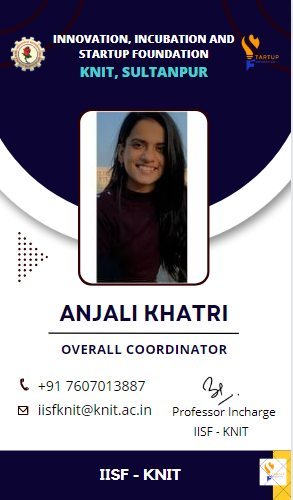 INNOVATION, INCUBATION AND
STARTUP FOUNDATION
KNIT, SULTANPUR
TARTUP
ANJALI KHATRI
OVERALL COORDINATOR
+91 7607013887
iisfknit@knit.ac.in
Professor Incharge
IISF - KNIT
IISF - KNIT